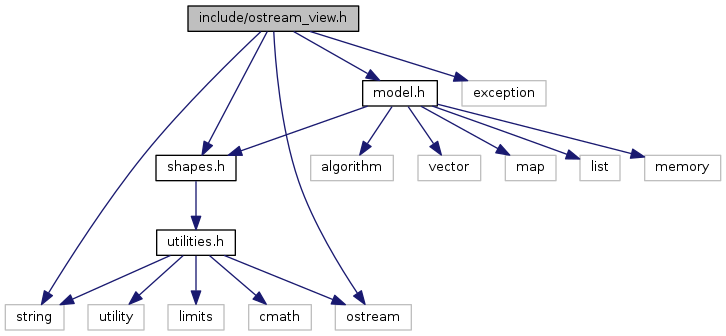 include/ostream_view.h
model.h
exception
shapes.h
algorithm
vector
map
list
memory
utilities.h
string
utility
limits
cmath
ostream